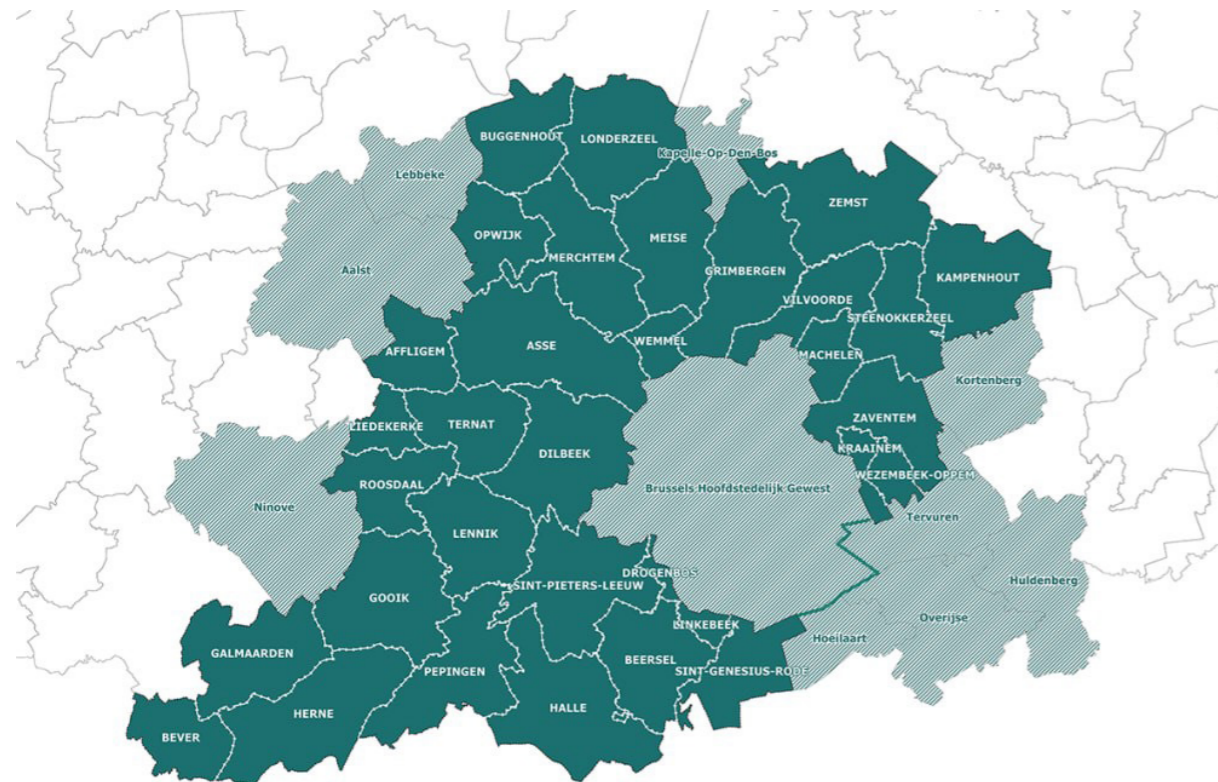 BUGGENHOUT
LONDERZEEL
Kapelle-Op-Den-Bos
Lebbeke
ZEMST
OPWIJK
MEISE
MERCHTEM
Aalst
GRIMBERGEN
KAMPENHOUT
VILVOORDE
STEENOKKERZEEL
ASSE
WEMMEL
AFFLIGEM
MACHELEN
Kortenberg
ZAVENTEM
LIEDEKERKE
TERNAT
KRAAINEM
DILBEEK
WEZEMBEEK-OPPEM
ROOSDAAL
Brussels Hoofdstedelijk Gewest
Ninove
Tervuren
LENNIK
DROGENBOS
Huldenberg
SINT-PIETERS-LEEUW
GOOIK
Overijse
LINKEBEEK
Hoeilaart
GALMAARDEN
BEERSEL
PEPINGEN
SINT-GENESIUS-RODE
HALLE
HERNE
BEVER